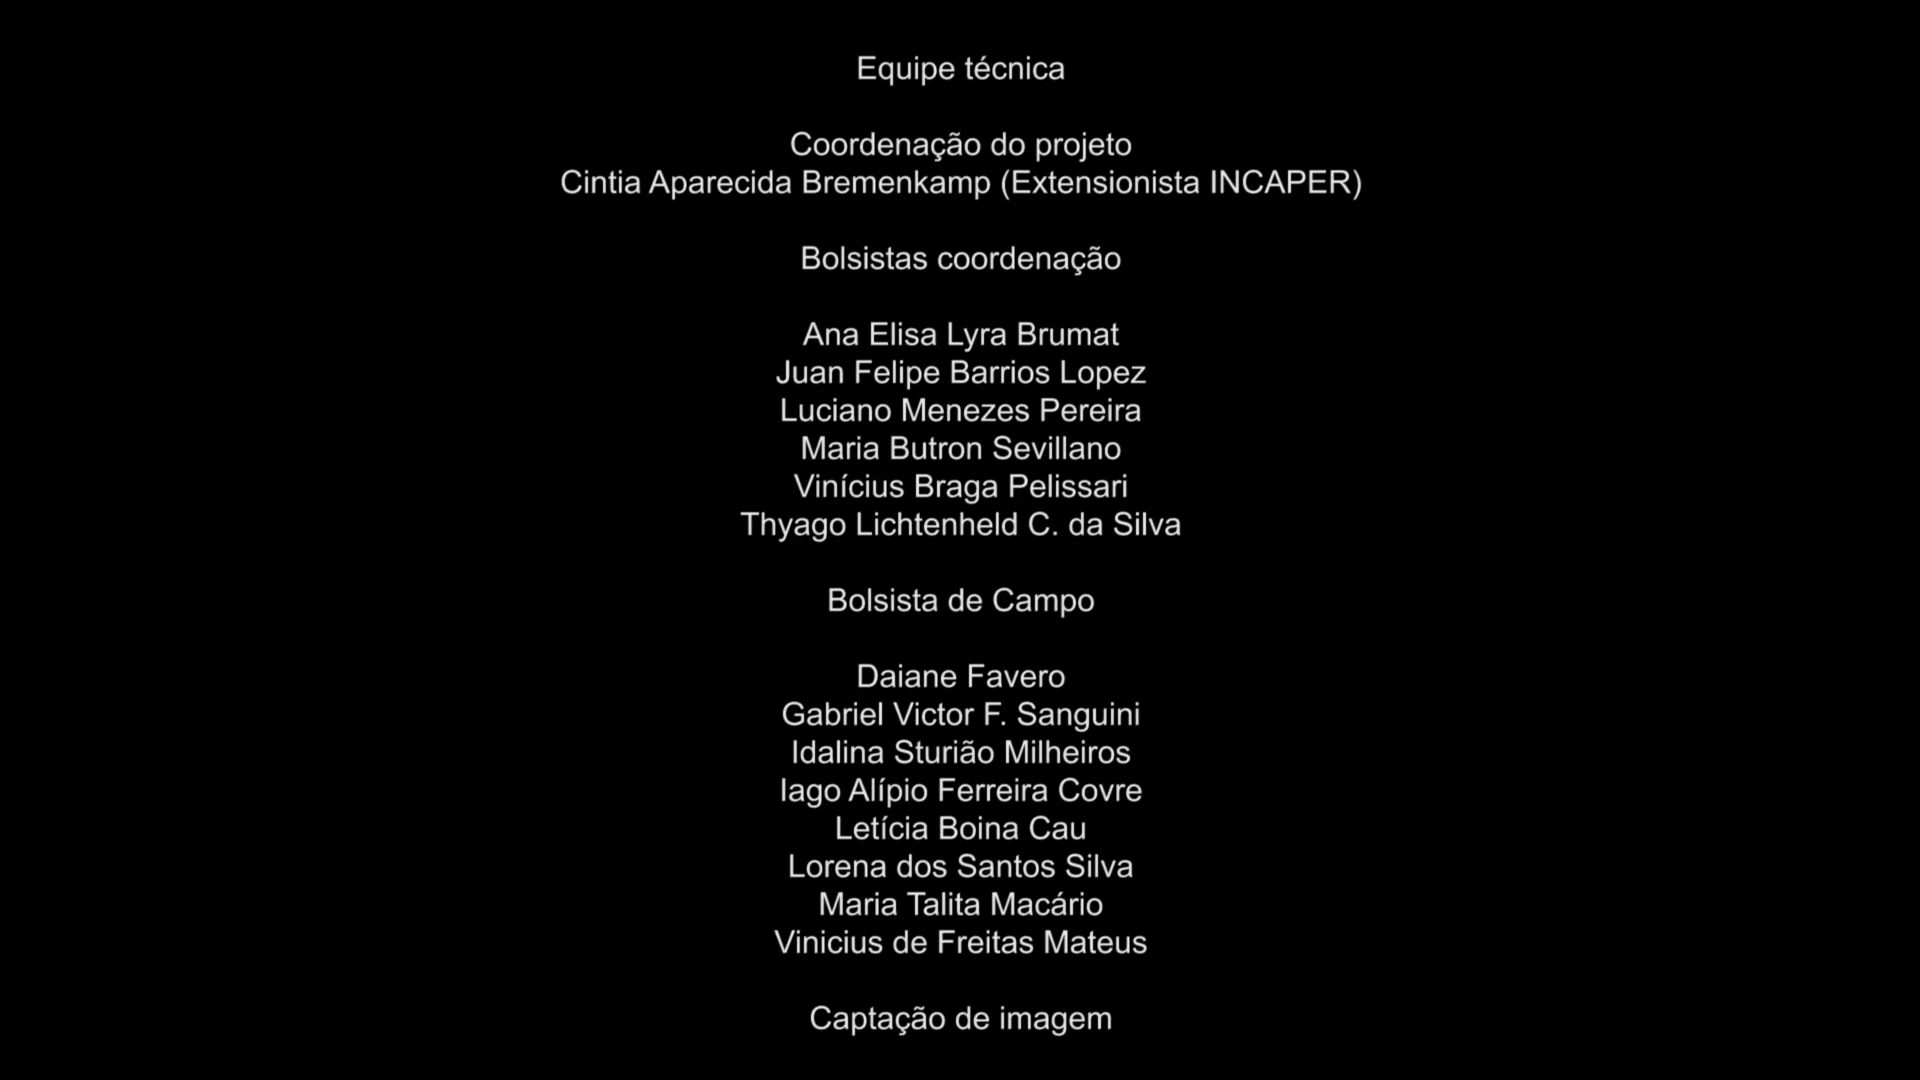 Equipe técnica
Coordenação do projeto
Cintia Aparecida Bremenkamp (Extensionista INCAPER)
Bolsistas coordenação
Ana Elisa Lyra Brumat
Juan Felipe Barrios Lopez
Luciano Menezes Pereira
Maria Butron Sevillano
Vinícius Braga Pelissari
Thyago Lichtenheld C. da Silva
Bolsista de Campo
Daiane Favero
Gabriel Victor F. Sanguini
Idalina Sturião Milheiros
Iago Alípio Ferreira Covre
Letícia Boina Cau
Lorena dos Santos Silva
Maria Talita Macário
Vinicius de Freitas Mateus
Captação de imagem